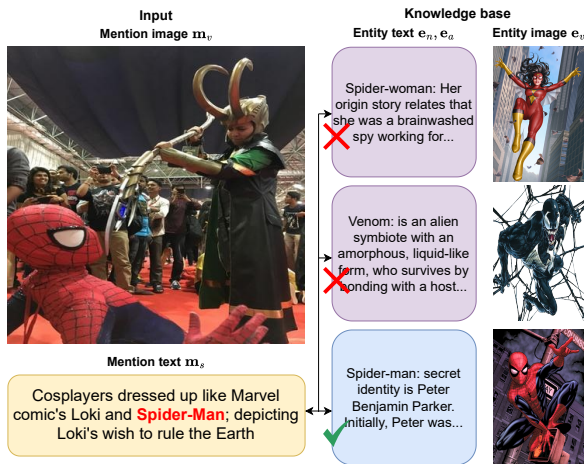 Input
Mention image m_v
Knowledge base
Entity text e_n, e_a
Entity image e_v
Spider-woman: Her
origin story relates that
she was a brainwashed
spy working for...
Venom: is an alien
symbiote with an
amorphous, liquid-like
form, who survives by
bonding with a host...
Mention text m_s
Cosplayers dressed up like Marvel
comic's Loki and Spider-Man; depicting
Loki's wish to rule the Earth
Spider-man: secret
identity is Peter
Benjamin Parker.
Initially, Peter was...